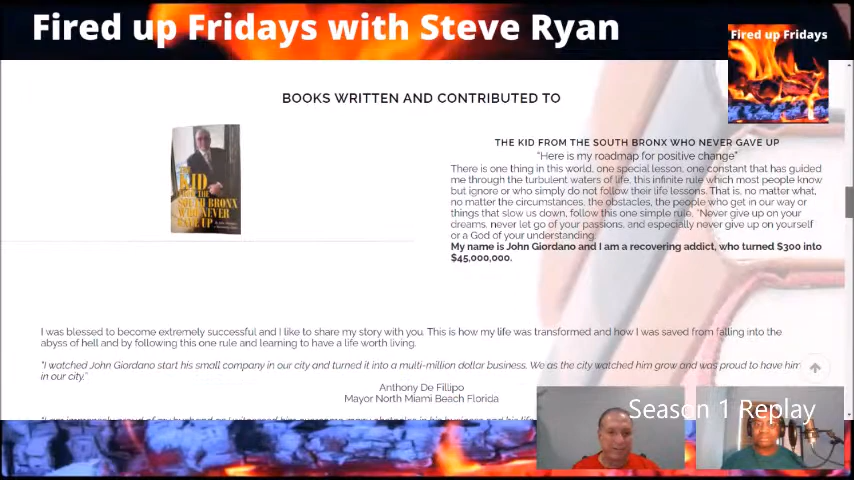 Fired up Fridays with Steve Ryan
Fired up Fridays
BOOKS WRITTEN AND CONTRIBUTED TO
KID
THE SOUTH BRONX
WHO NEVER
GAVE UP
THE KID FROM THE SOUTH BRONX WHO NEVER GAVE UP
“Here is my roadmap for positive change”
There is one thing in this world, one special lesson, one constant that has guided
me through the turbulent waters of life, this infinite rule which most people know
but ignore or who simply do not follow their life lessons. That is, no matter what,
no matter the circumstances, the obstacles, the people who get in our way or
things that slow us down, follow this one simple rule. “Never give up on your
dreams, never let go of your passions, and especially never give up on yourself
or a God of your understanding.
My name is John Giordano and I am a recovering addict, who turned $300 into
$45,000,000.
I was blessed to become extremely successful and I like to share my story with you. This is how my life was transformed and how I was saved from falling into the
abyss of hell and by following this one rule and learning to have a life worth living.
"I watched John Giordano start his small company in our city and turned it into a multi-million dollar business. We as the city watched him grow and was proud to have him
in our city."
Anthony De Fillipo
Mayor North Miami Beach Florida
Season 1 Replay